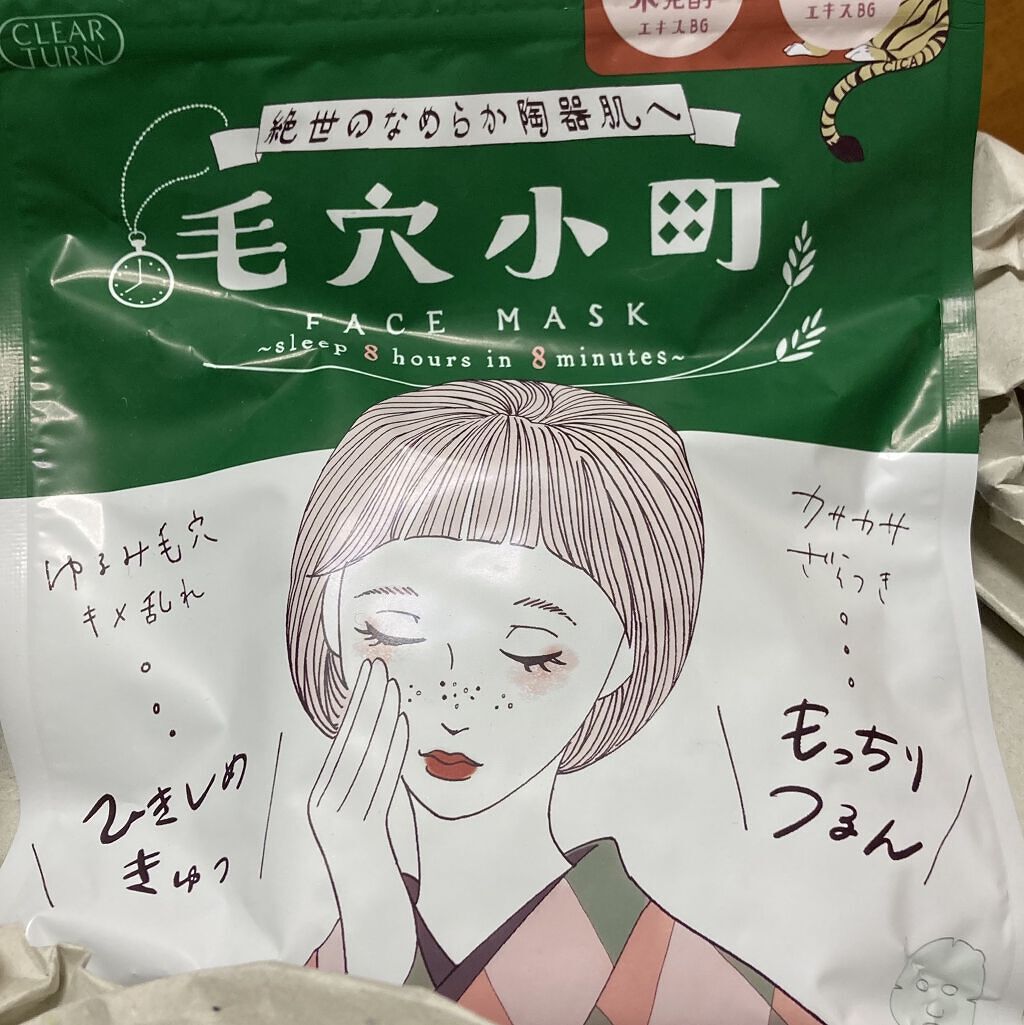 CLEAR
TURN
エキスBG
エキスBG
CICA
絶世のなめらか陶器肌へ
毛穴小町
FACE MASK
~sleep 8 hours in 8 minutes~
ゆるみ毛穴
キメ乱れ
ひきしめ
きゅっ
カサカサ
ざらつき
もっちり
つるん